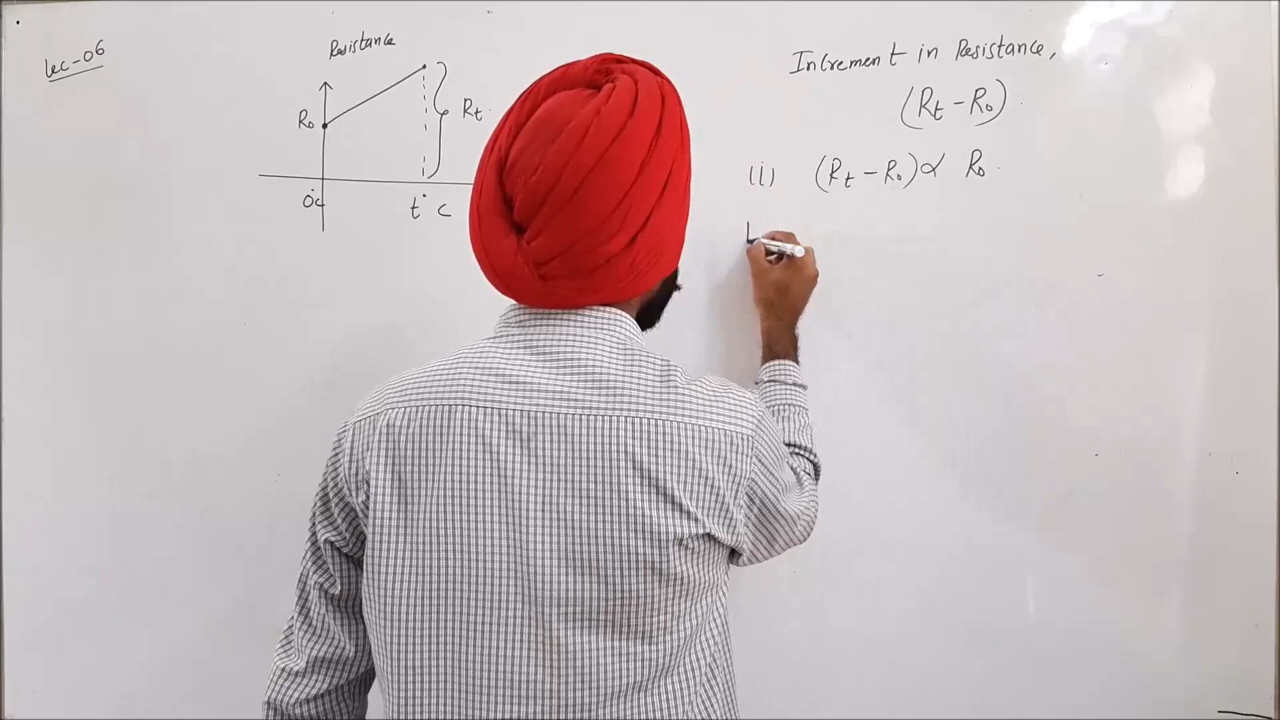 Lec-06
Resistance
R₀
Rt.
0°c
t°C
Increment in Resistance,
(Rt - R₀).
(i) (Rt - R₀) ∝ R₀.